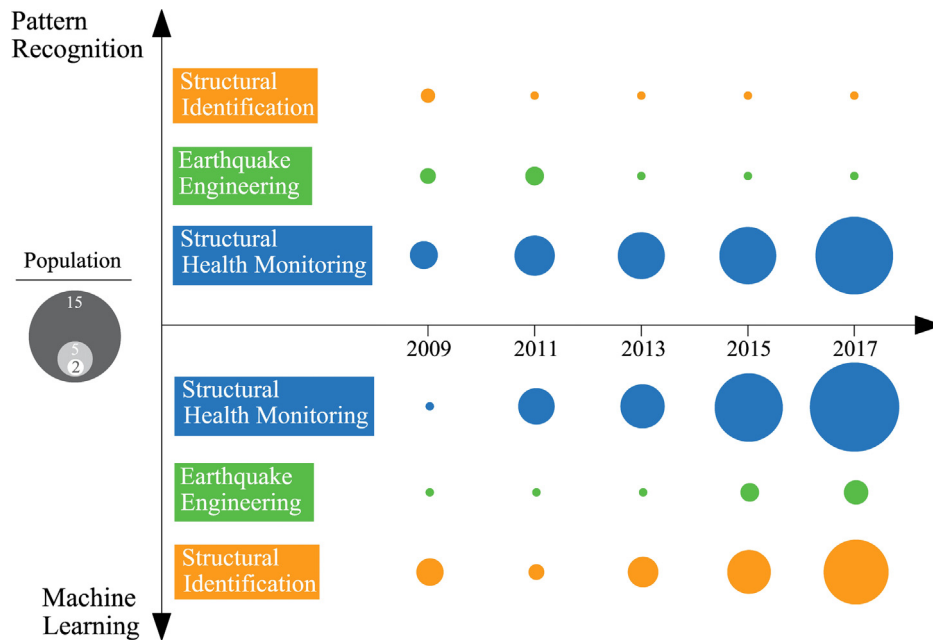 Pattern
Recognition
Structural
Identification
Earthquake
Engineering
Structural
Health Monitoring
Population
15
5
2
2009 2011 2013 2015 2017
Structural
Health Monitoring
Earthquake
Engineering
Structural
Identification
Machine
Learning